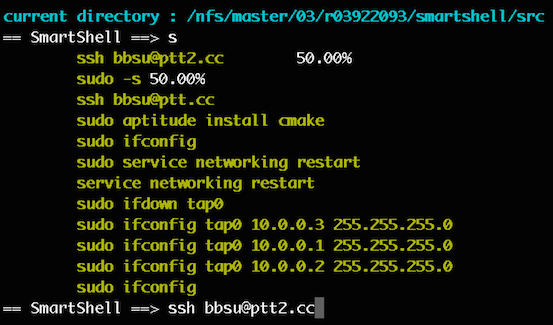 current directory : /nfs/master/03/r03922093/smartshell/src
== SmartShell ==> s
ssh bbsu@ptt2.cc 50.00%
sudo -s 50.00%
ssh bbsu@ptt.cc
sudo aptitude install cmake
sudo ifconfig
sudo service networking restart
service networking restart
sudo ifdown tap0
sudo ifconfig tap0 10.0.0.3 255.255.255.0
sudo ifconfig tap0 10.0.0.1 255.255.255.0
sudo ifconfig tap0 10.0.0.2 255.255.255.0
sudo ifconfig
== SmartShell ==> ssh bbsu@ptt2.cc